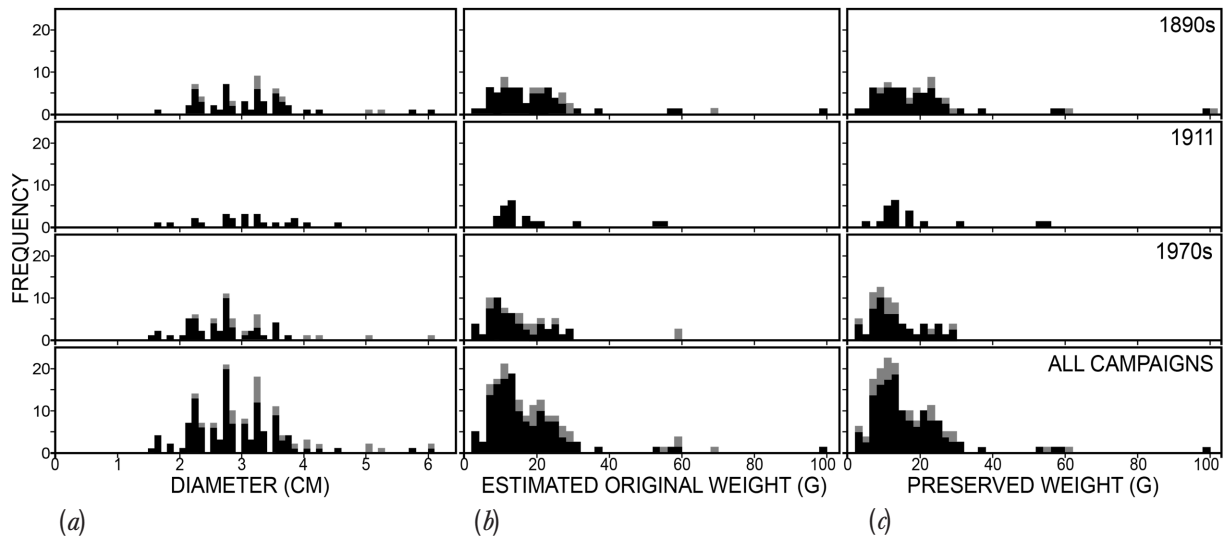 20
10
0
1890s
20
10
0
1911
FREQUENCY
20
10
0
1970s
20
10
0
ALL CAMPAIGNS
0 1 2 3 4 5 6 0 20 40 60 80 100 0 20 40 60 80 100
DIAMETER (CM) ESTIMATED ORIGINAL WEIGHT (G) PRESERVED WEIGHT (G)
(a) (b) (c)